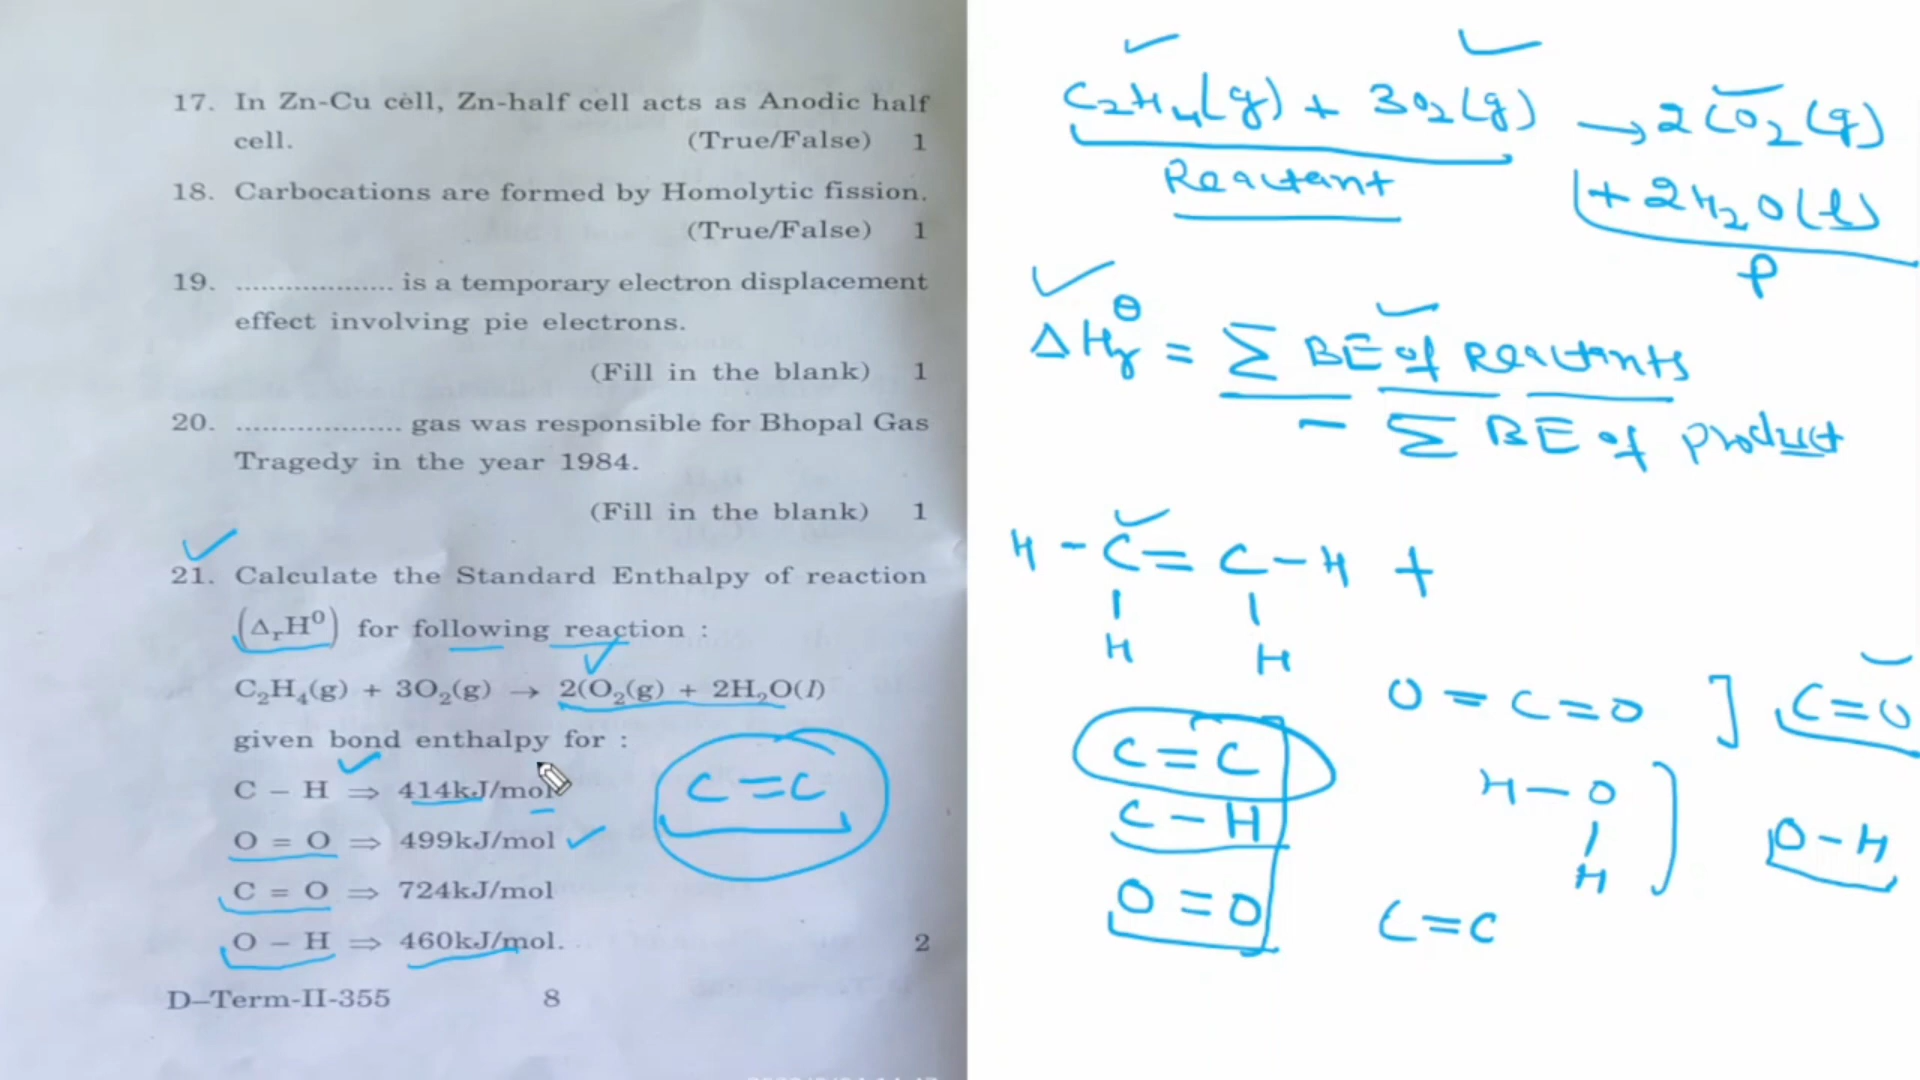 17. In Zn-Cu cell, Zn-half cell acts as Anodic half
cell. (True/False) 1
18. Carbocations are formed by Homolytic fission.
(True/False) 1
19. ................... is a temporary electron displacement
effect involving pie electrons.
(Fill in the blank) 1
20. .................... gas was responsible for Bhopal Gas
Tragedy in the year 1984.
(Fill in the blank) 1
21. Calculate the Standard Enthalpy of reaction
(ΔᵣH⁰) for following reaction :
C₂H₄(g) + 3O₂(g) → 2(O₂(g) + 2H₂O(l)
given bond enthalpy for :
C – H ⇒ 414kJ/mol
C=C
O = O ⇒ 499kJ/mol
C = O ⇒ 724kJ/mol
O – H ⇒ 460kJ/mol. 2
D–Term-II-355 8
C₂H₄(g) + 3O₂(g) → 2CO₂(g)
Reactant
+ 2H₂O(l)
P
ΔHᵣ⊖ = Σ BE of Reactants
– Σ BE of product
H – C = C – H +
H H
O = C = O ] C=O
C=C
C – H
O = O
H – O
H
O – H
C=C